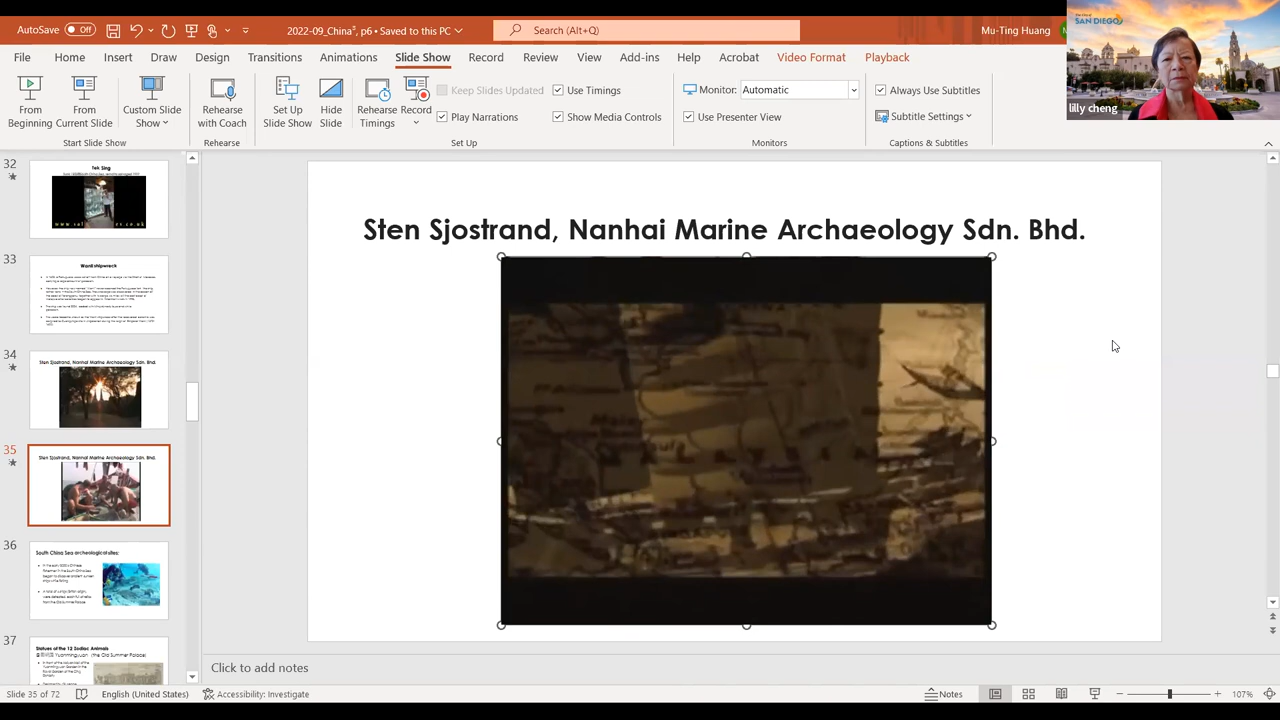 AutoSave Off
2022-09_China³, p6 • Saved to this PC
Search (Alt+Q)
Mu-Ting Huang
SAN DIEGO
lilly cheng
File Home Insert Draw Design Transitions Animations Slide Show Record Review View Add-ins Help Acrobat Video Format Playback
From Beginning
From Current Slide
Custom Slide Show
Start Slide Show
Rehearse with Coach
Rehearse
Set Up Slide Show
Hide Slide
Rehearse Timings
Record
Keep Slides Updated
Play Narrations
Use Timings
Show Media Controls
Set Up
Monitor: Automatic
Use Presenter View
Monitors
Always Use Subtitles
Subtitle Settings
Captions & Subtitles
32
Tek Sing
33
Wanli shipwreck
34
Sten Sjostrand, Nanhai Marine Archaeology Sdn. Bhd.
35
Sten Sjostrand, Nanhai Marine Archaeology Sdn. Bhd.
36
South China Sea archeological sites:
37
Statues of the 12 Zodiac Animals
Sten Sjostrand, Nanhai Marine Archaeology Sdn. Bhd.
Click to add notes
Slide 35 of 72
English (United States)
Accessibility: Investigate
Notes
107%